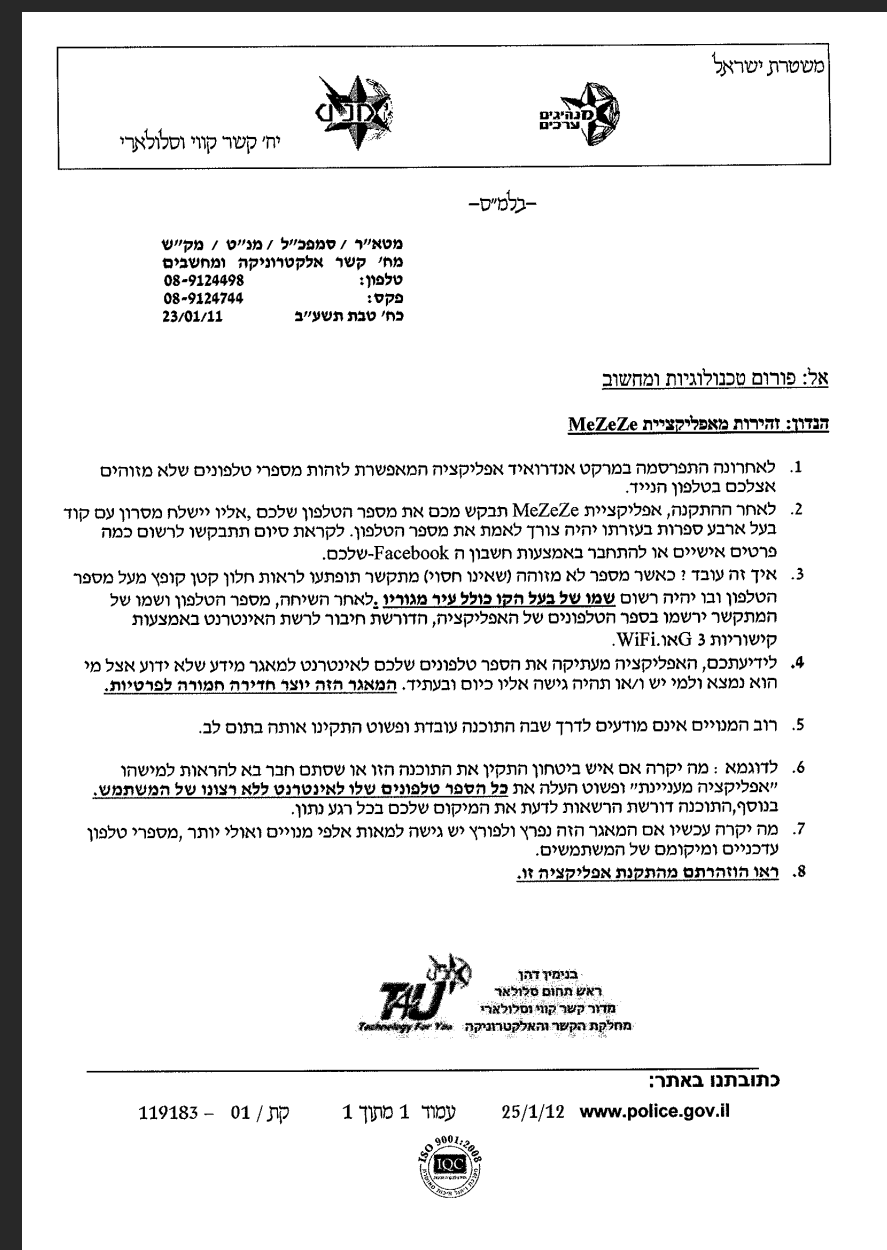 משטרת ישראל
מנהיגים
ערכים
יח' קשר קווי וסלולארי
–בלמ"ס–
מטא"ר / סמפכ"ל / מנ"ט / מק"ש
מח' קשר אלקטרוניקה ומחשבים
טלפון: 08-9124498
פקס: 08-9124744
כח' טבת תשע"ב 23/01/11
אל: פורום טכנולוגיות ומחשוב
הנדון: זהירות מאפליקציית MeZeZe
1. לאחרונה התפרסמה במרקט אנדרואיד אפליקציה המאפשרת לזהות מספרי טלפונים שלא מזוהים
אצלכם בטלפון הנייד.
2. לאחר ההתקנה, אפליקציית MeZeZe תבקש מכם את מספר הטלפון שלכם ,אליו יישלח מסרון עם קוד
בעל ארבע ספרות בעזרתו יהיה צורך לאמת את מספר הטלפון. לקראת סיום תתבקשו לרשום כמה
פרטים אישיים או להתחבר באמצעות חשבון ה Facebook-שלכם.
3. איך זה עובד ? כאשר מספר לא מזוהה (שאינו חסוי) מתקשר תופתעו לראות חלון קטן קופץ מעל מספר
הטלפון ובו יהיה רשום שמו של בעל הקו כולל עיר מגוריו .לאחר השיחה, מספר הטלפון ושמו של
המתקשר ירשמו בספר הטלפונים של האפליקציה, הדורשת חיבור לרשת האינטרנט באמצעות
קישוריות 3 Gאו.WiFi
4. לידיעתכם, האפליקציה מעתיקה את הספר טלפונים שלכם לאינטרנט למאגר מידע שלא ידוע אצל מי
הוא נמצא ולמי יש ו/או תהיה גישה אליו כיום ובעתיד. המאגר הזה יוצר חדירה חמורה לפרטיות.
5. רוב המנויים אינם מודעים לדרך שבה התוכנה עובדת ופשוט התקינו אותה בתום לב.
6. לדוגמא : מה יקרה אם איש ביטחון התקין את התוכנה הזו או שסתם חבר בא להראות למישהו
"אפליקציה מעניינת" ופשוט העלה את כל הספר טלפונים שלו לאינטרנט ללא רצונו של המשתמש.
בנוסף,התוכנה דורשת הרשאות לדעת את המיקום שלכם בכל רגע נתון.
7. מה יקרה עכשיו אם המאגר הזה נפרץ ולפורץ יש גישה למאות אלפי מנויים ואולי יותר ,מספרי טלפון
עדכניים ומיקומם של המשתמשים.
8. ראו הוזהרתם מהתקנת אפליקציה זו.
בנימין דהן
ראש תחום סלולאר
מדור קשר קווי וסלולארי
מחלקת הקשר והאלקטרוניקה
T4U
Technology For You
כתובתנו באתר:
www.police.gov.il 25/1/12 עמוד 1 מתוך 1 קת / 01 – 119183
ISO 9001:2008
IQC